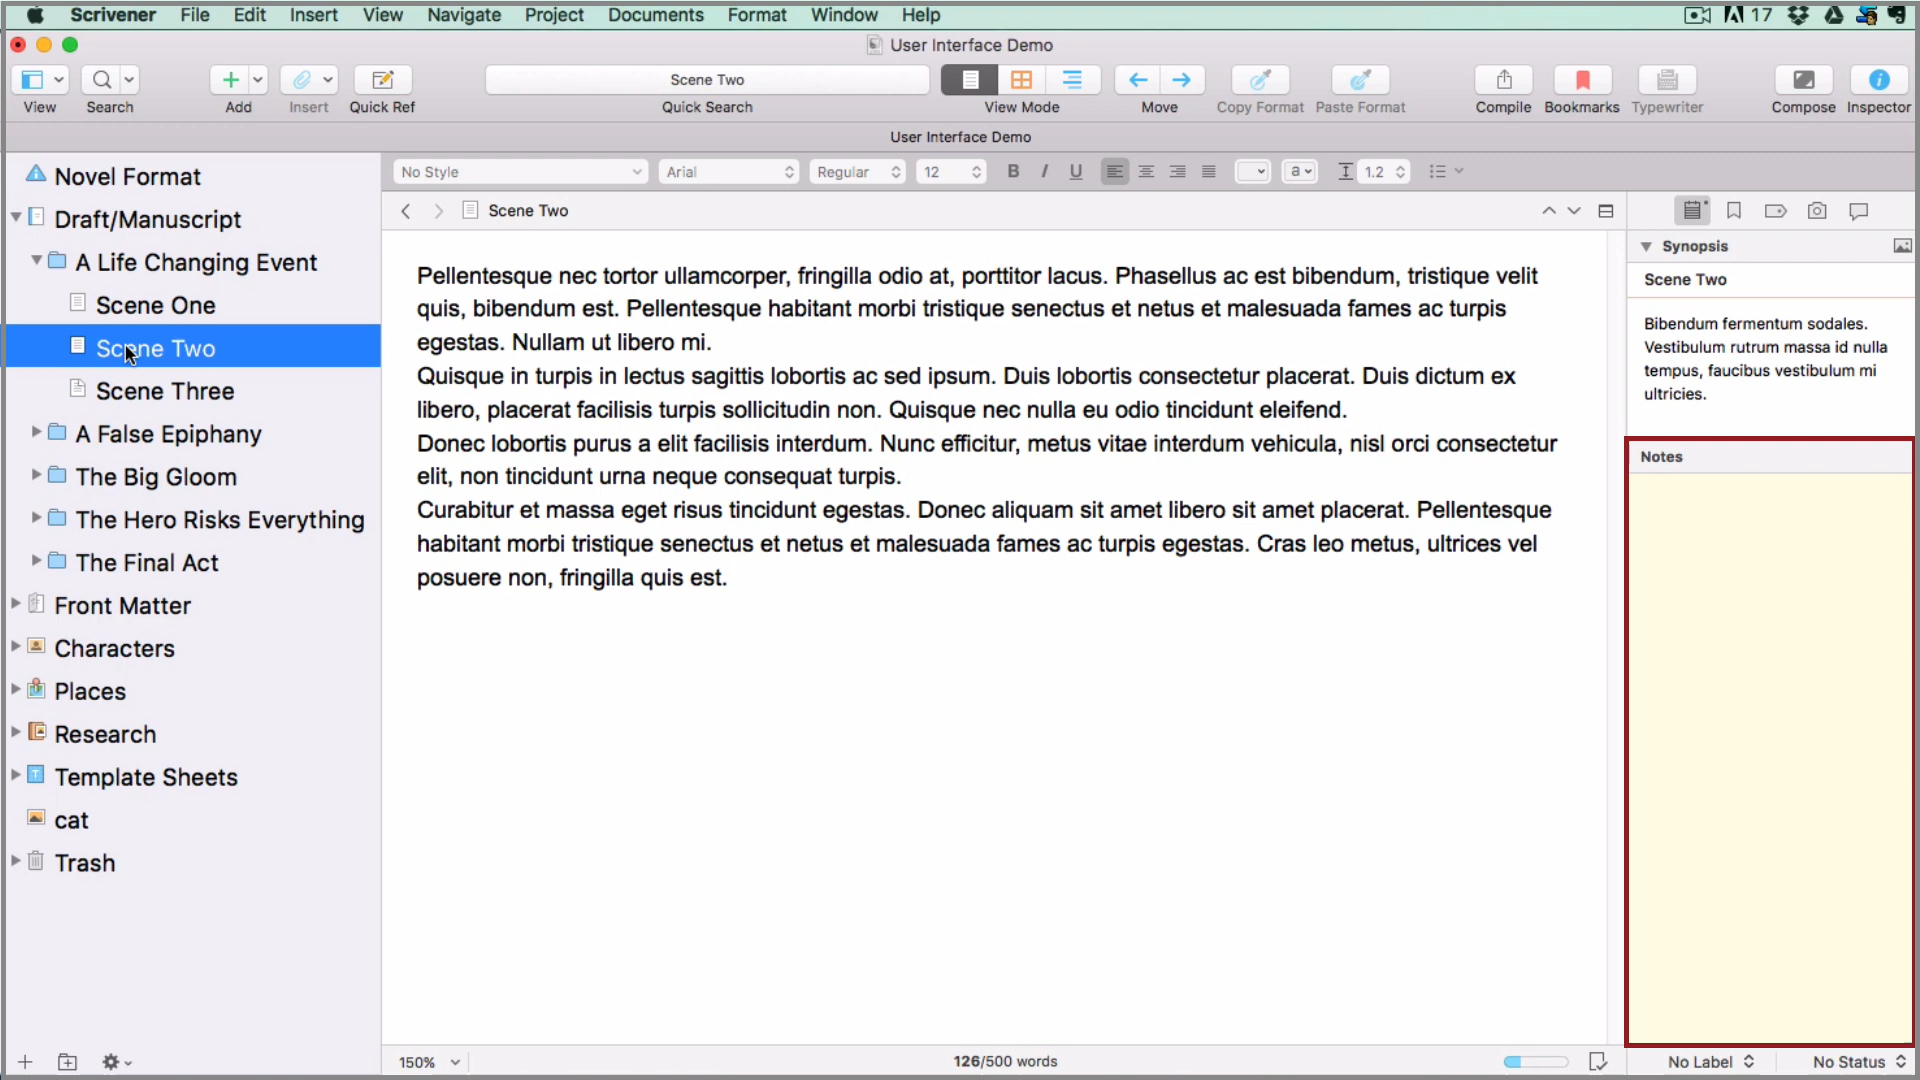 Scrivener File Edit Insert View Navigate Project Documents Format Window Help 17
User Interface Demo
Scene Two
View Search Add Insert Quick Ref Quick Search View Mode Move Copy Format Paste Format Compile Bookmarks Typewriter Compose Inspector
User Interface Demo
No Style Arial Regular 12 B I U a 1.2
Novel Format
Draft/Manuscript
A Life Changing Event
Scene One
Scene Two
Scene Three
A False Epiphany
The Big Gloom
The Hero Risks Everything
The Final Act
Front Matter
Characters
Places
Research
Template Sheets
cat
Trash
Scene Two
Pellentesque nec tortor ullamcorper, fringilla odio at, porttitor lacus. Phasellus ac est bibendum, tristique velit
quis, bibendum est. Pellentesque habitant morbi tristique senectus et netus et malesuada fames ac turpis
egestas. Nullam ut libero mi.
Quisque in turpis in lectus sagittis lobortis ac sed ipsum. Duis lobortis consectetur placerat. Duis dictum ex
libero, placerat facilisis turpis sollicitudin non. Quisque nec nulla eu odio tincidunt eleifend.
Donec lobortis purus a elit facilisis interdum. Nunc efficitur, metus vitae interdum vehicula, nisl orci consectetur
elit, non tincidunt urna neque consequat turpis.
Curabitur et massa eget risus tincidunt egestas. Donec aliquam sit amet libero sit amet placerat. Pellentesque
habitant morbi tristique senectus et netus et malesuada fames ac turpis egestas. Cras leo metus, ultrices vel
posuere non, fringilla quis est.
Synopsis
Scene Two
Bibendum fermentum sodales.
Vestibulum rutrum massa id nulla
tempus, faucibus vestibulum mi
ultricies.
Notes
150% 126/500 words No Label No Status